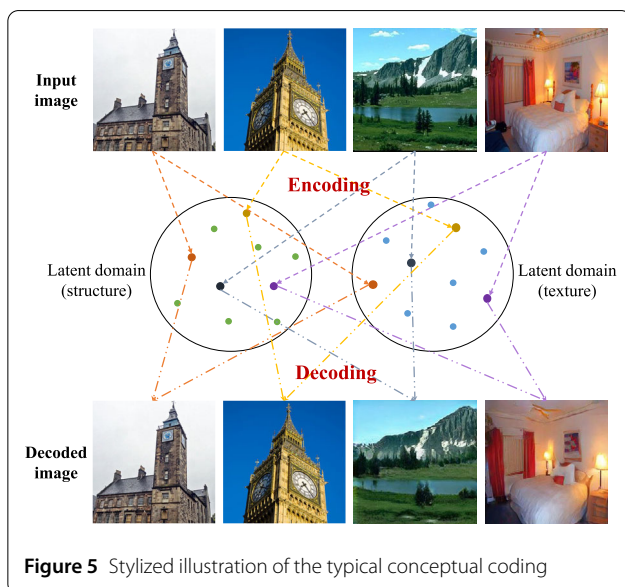 Input
image
Encoding
Latent domain
(structure)
Latent domain
(texture)
Decoding
Decoded
image
Figure 5 Stylized illustration of the typical conceptual coding